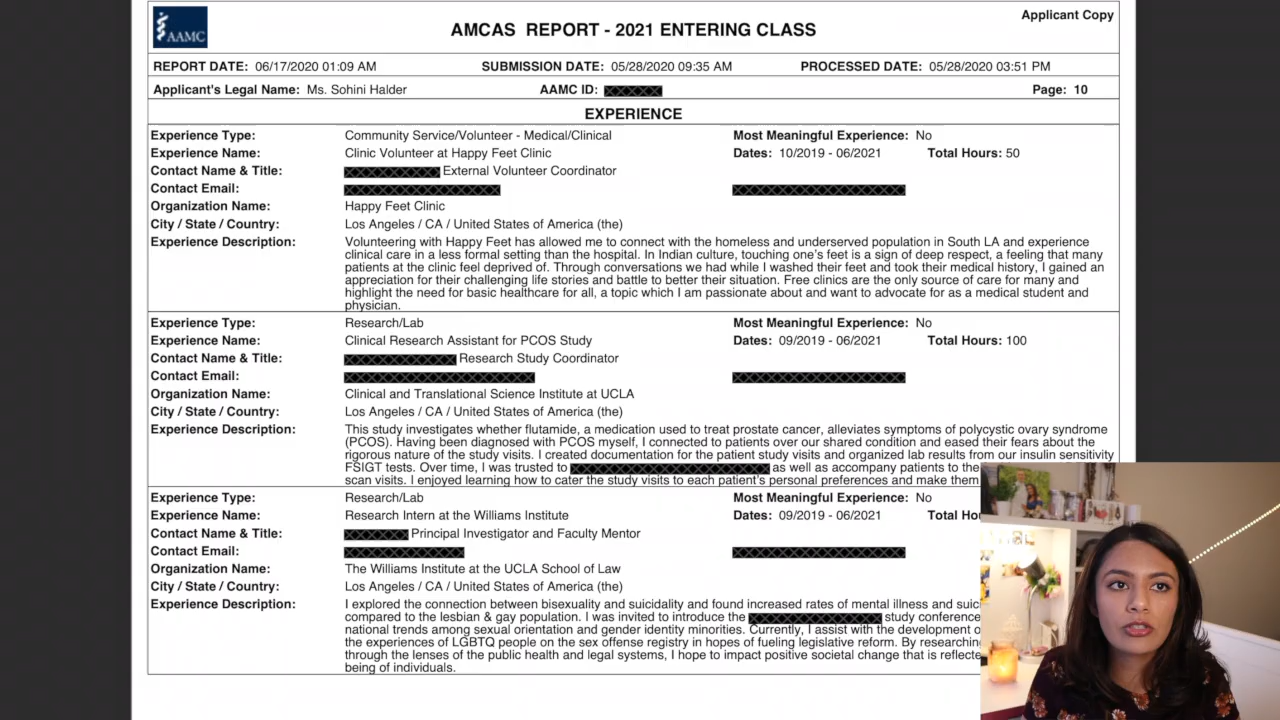 AAMC
AMCAS REPORT - 2021 ENTERING CLASS
Applicant Copy
REPORT DATE: 06/17/2020 01:09 AM SUBMISSION DATE: 05/28/2020 09:35 AM PROCESSED DATE: 05/28/2020 03:51 PM
Applicant's Legal Name: Ms. Sohini Halder AAMC ID: Page: 10
EXPERIENCE
Experience Type: Community Service/Volunteer - Medical/Clinical Most Meaningful Experience: No
Experience Name: Clinic Volunteer at Happy Feet Clinic Dates: 10/2019 - 06/2021 Total Hours: 50
Contact Name & Title: External Volunteer Coordinator
Contact Email:
Organization Name: Happy Feet Clinic
City / State / Country: Los Angeles / CA / United States of America (the)
Experience Description: Volunteering with Happy Feet has allowed me to connect with the homeless and underserved population in South LA and experience
clinical care in a less formal setting than the hospital. In Indian culture, touching one's feet is a sign of deep respect, a feeling that many
patients at the clinic feel deprived of. Through conversations we had while I washed their feet and took their medical history, I gained an
appreciation for their challenging life stories and battle to better their situation. Free clinics are the only source of care for many and
highlight the need for basic healthcare for all, a topic which I am passionate about and want to advocate for as a medical student and
physician.
Experience Type: Research/Lab Most Meaningful Experience: No
Experience Name: Clinical Research Assistant for PCOS Study Dates: 09/2019 - 06/2021 Total Hours: 100
Contact Name & Title: Research Study Coordinator
Contact Email:
Organization Name: Clinical and Translational Science Institute at UCLA
City / State / Country: Los Angeles / CA / United States of America (the)
Experience Description: This study investigates whether flutamide, a medication used to treat prostate cancer, alleviates symptoms of polycystic ovary syndrome
(PCOS). Having been diagnosed with PCOS myself, I connected to patients over our shared condition and eased their fears about the
rigorous nature of the study visits. I created documentation for the patient study visits and organized lab results from our insulin sensitivity
FSIGT tests. Over time, I was trusted to as well as accompany patients to the
scan visits. I enjoyed learning how to cater the study visits to each patient's personal preferences and make them
Experience Type: Research/Lab Most Meaningful Experience: No
Experience Name: Research Intern at the Williams Institute Dates: 09/2019 - 06/2021 Total
Contact Name & Title: Principal Investigator and Faculty Mentor
Contact Email:
Organization Name: The Williams Institute at the UCLA School of Law
City / State / Country: Los Angeles / CA / United States of America (the)
Experience Description: I explored the connection between bisexuality and suicidality and found increased rates of mental illness and
compared to the lesbian & gay population. I was invited to introduce the study conference
national trends among sexual orientation and gender identity minorities. Currently, I assist with the development
the experiences of LGBTQ people on the sex offense registry in hopes of fueling legislative reform. By researching
through the lenses of the public health and legal systems, I hope to impact positive societal change that is
being of individuals.